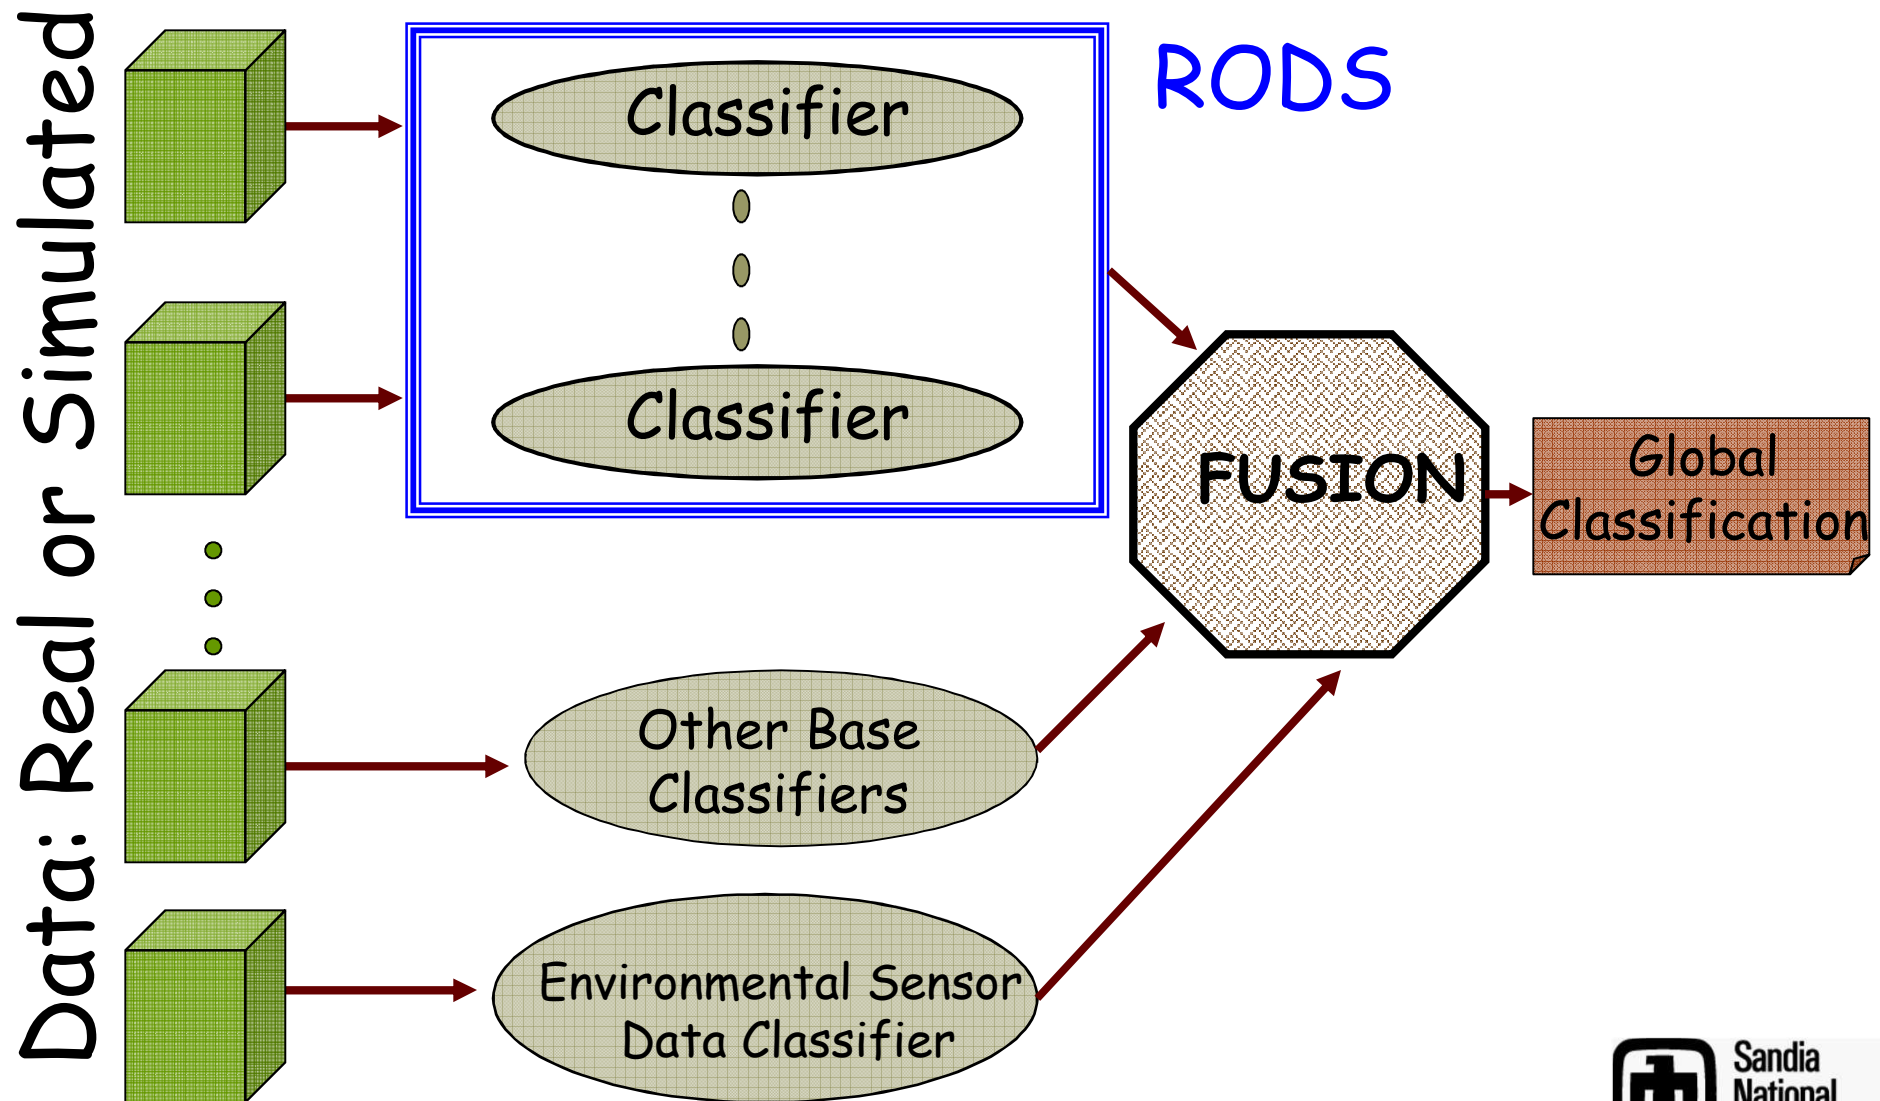 Data: Real or Simulated
Classifier
RODS
Classifier
FUSION
Global
Classification
Other Base
Classifiers
Environmental Sensor
Data Classifier
Sandia
National